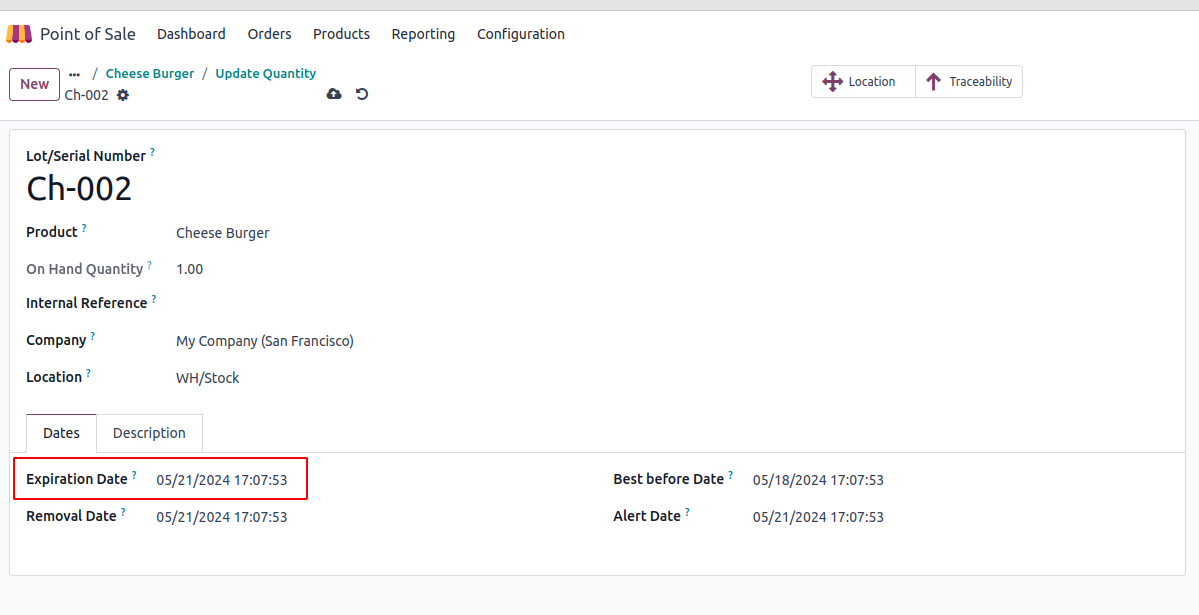 Point of Sale Dashboard Orders Products Reporting Configuration
New ... / Cheese Burger / Update Quantity
Ch-002
Location Traceability
Lot/Serial Number ?
Ch-002
Product ? Cheese Burger
On Hand Quantity ? 1.00
Internal Reference ?
Company ? My Company (San Francisco)
Location ? WH/Stock
Dates Description
Expiration Date ? 05/21/2024 17:07:53 Best before Date ? 05/18/2024 17:07:53
Removal Date ? 05/21/2024 17:07:53 Alert Date ? 05/21/2024 17:07:53